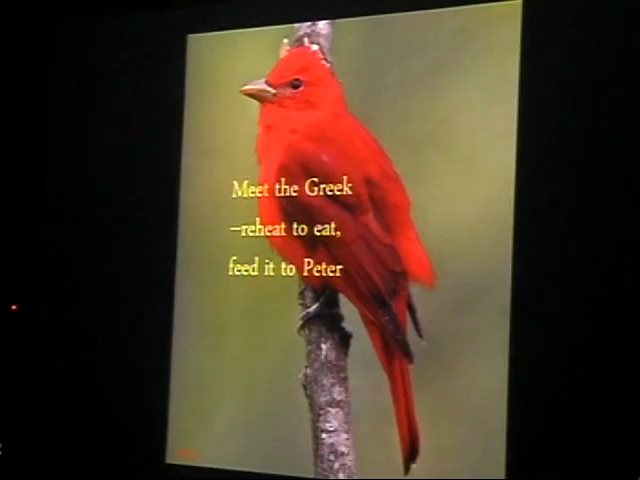 Meet the Greek
–reheat to eat,
feed it to Peter